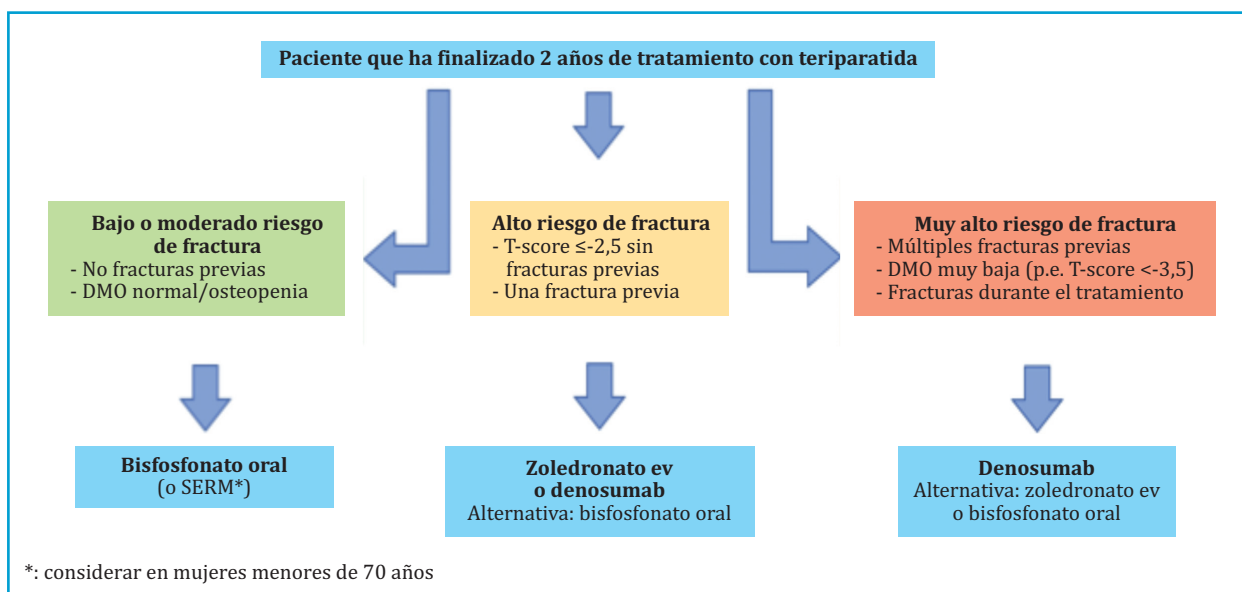 Paciente que ha finalizado 2 años de tratamiento con teriparatida
Bajo o moderado riesgo
de fractura
- No fracturas previas
- DMO normal/osteopenia
Alto riesgo de fractura
- T-score ≤-2,5 sin
fracturas previas
- Una fractura previa
Muy alto riesgo de fractura
- Múltiples fracturas previas
- DMO muy baja (p.e. T-score <-3,5)
- Fracturas durante el tratamiento
Bisfosfonato oral
(o SERM*)
Zoledronato ev
o denosumab
Alternativa: bisfosfonato oral
Denosumab
Alternativa: zoledronato ev
o bisfosfonato oral
*: considerar en mujeres menores de 70 años